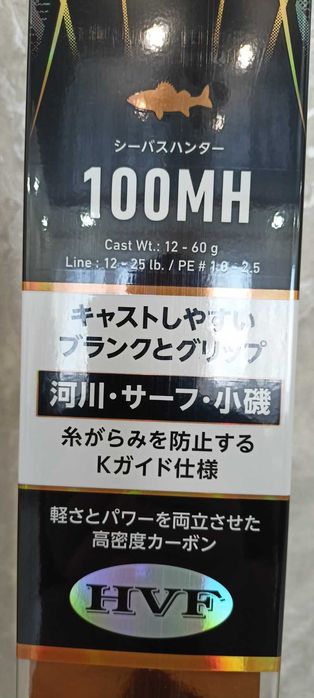 シーバスハンター
100MH
Cast Wt.: 12 - 60 g
Line : 12 - 25 lb. / PE # 1.0 - 2.5
キャストしやすい
ブランクとグリップ
河川・サーフ・小磯
糸がらみを防止する
Kガイド仕様
軽さとパワーを両立させた
高密度カーボン
HVF